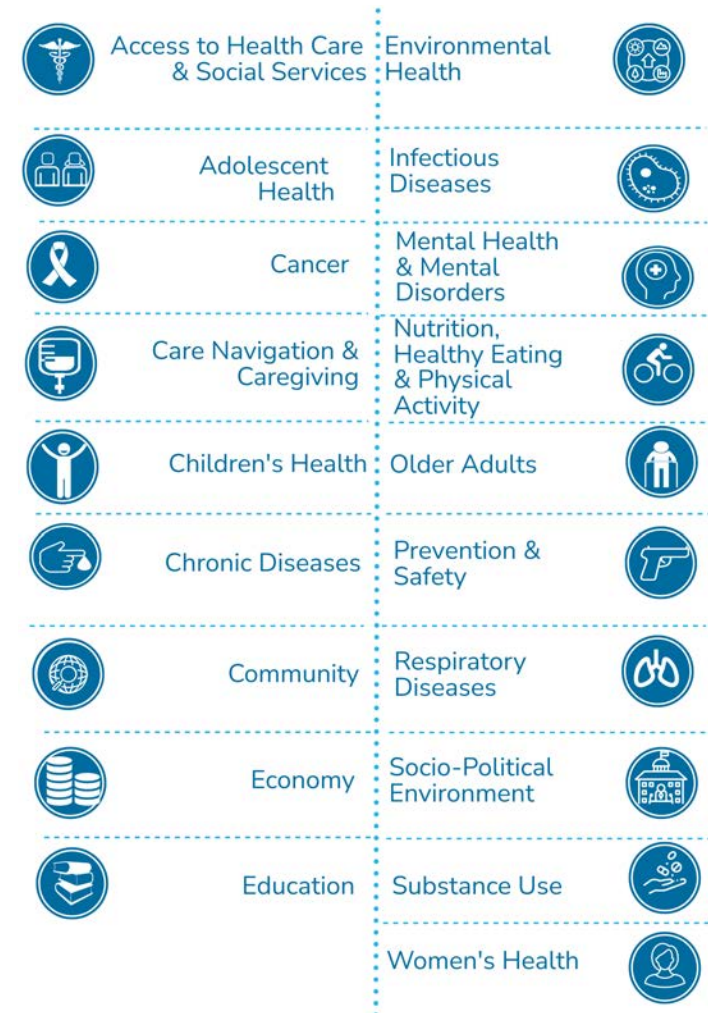 Access to Health Care
& Social Services
Adolescent
Health
Cancer
Care Navigation &
Caregiving
Children's Health
Chronic Diseases
Community
Economy
Education
Environmental
Health
Infectious
Diseases
Mental Health
& Mental
Disorders
Nutrition,
Healthy Eating
& Physical
Activity
Older Adults
Prevention &
Safety
Respiratory
Diseases
Socio-Political
Environment
Substance Use
Women's Health